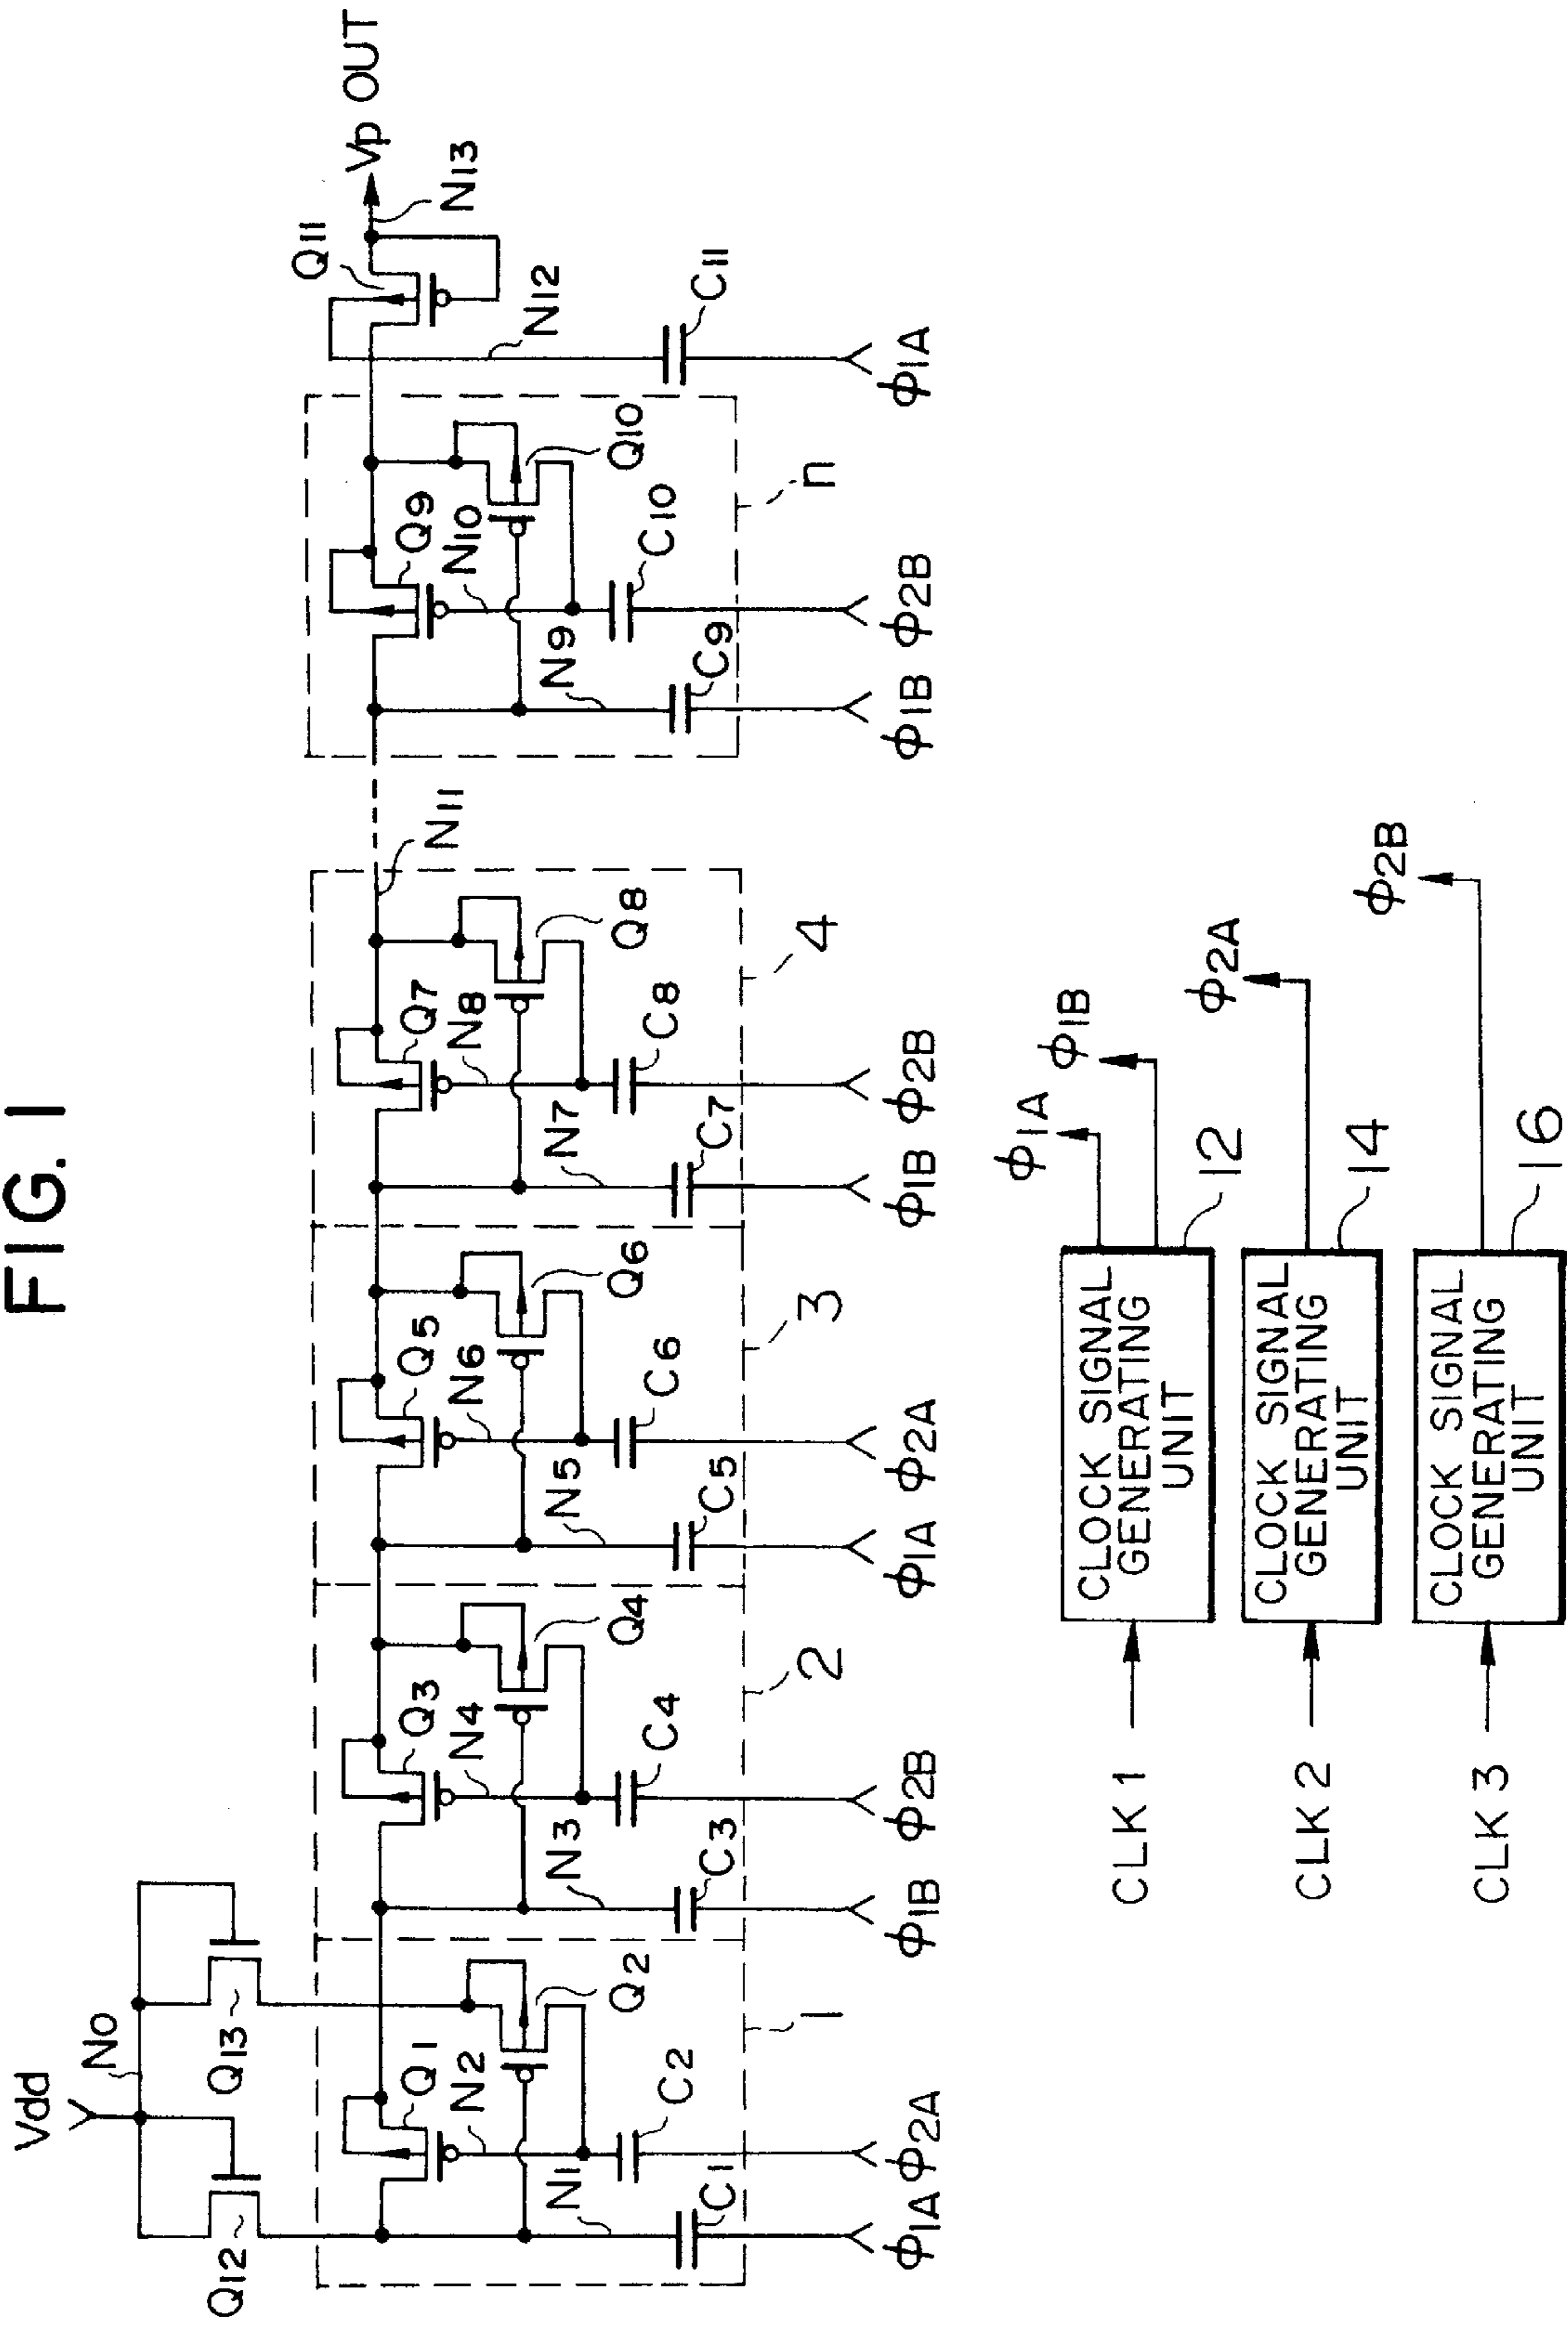 FIG. 1
Vdd
N0
Q12
Q13
Vp OUT
Q11
N13
N12
C11
φ1A
Q1
N2
Q2
N1
C1
C2
1
φ1A
φ2A
Q3
N4
Q4
N3
C3
C4
2
φ1B
φ2B
Q5
N6
Q6
N5
C5
C6
3
φ1A
φ2A
Q7
N8
Q8
N7
C7
C8
4
φ1B
φ2B
N11
Q9
N10
Q10
N9
C9
C10
n
φ1B
φ2B
CLK 1
CLOCK SIGNAL
GENERATING
UNIT
12
φ1A
φ1B
CLK 2
CLOCK SIGNAL
GENERATING
UNIT
14
φ2A
CLK 3
CLOCK SIGNAL
GENERATING
UNIT
16
φ2B